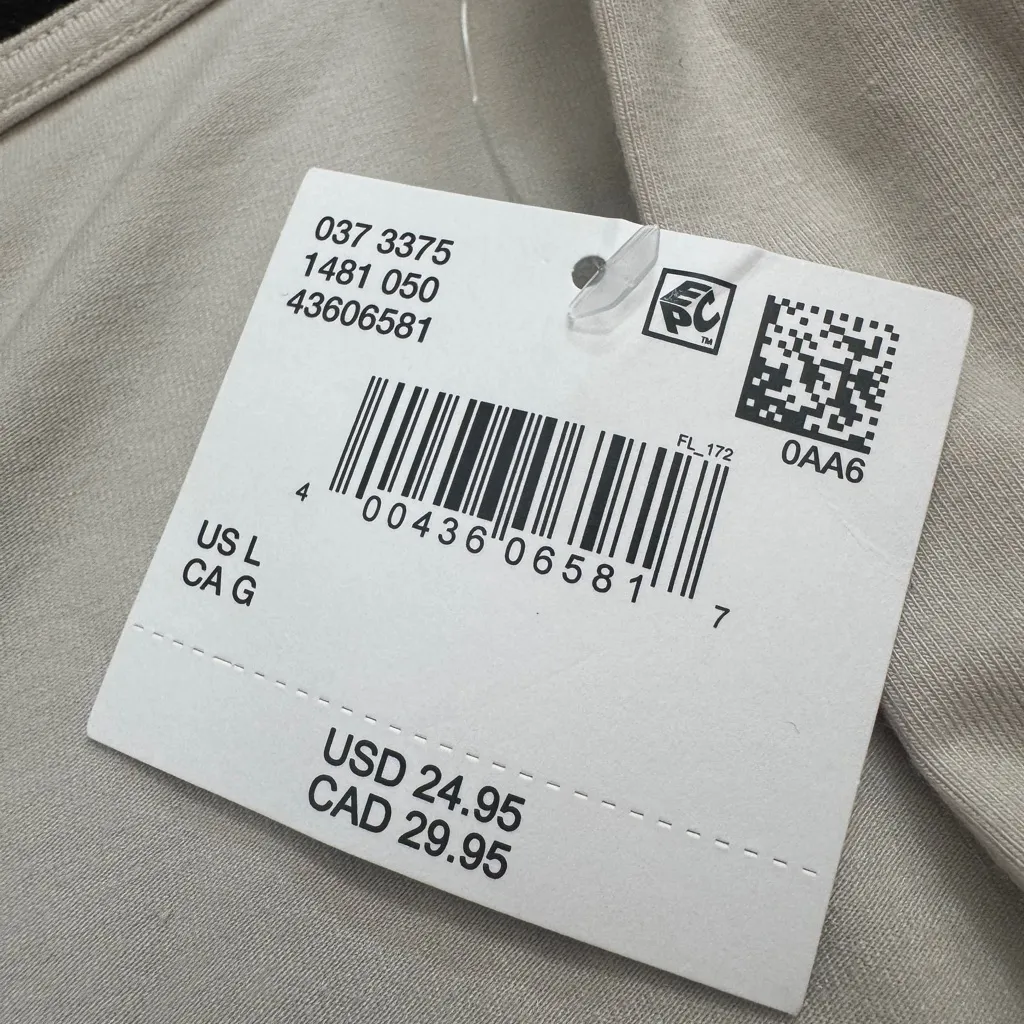 037 3375
1481 050
43606581
EPC
TM
0AA6
FL_172
4 00436 06581 7
US L
CA G
USD 24.95
CAD 29.95